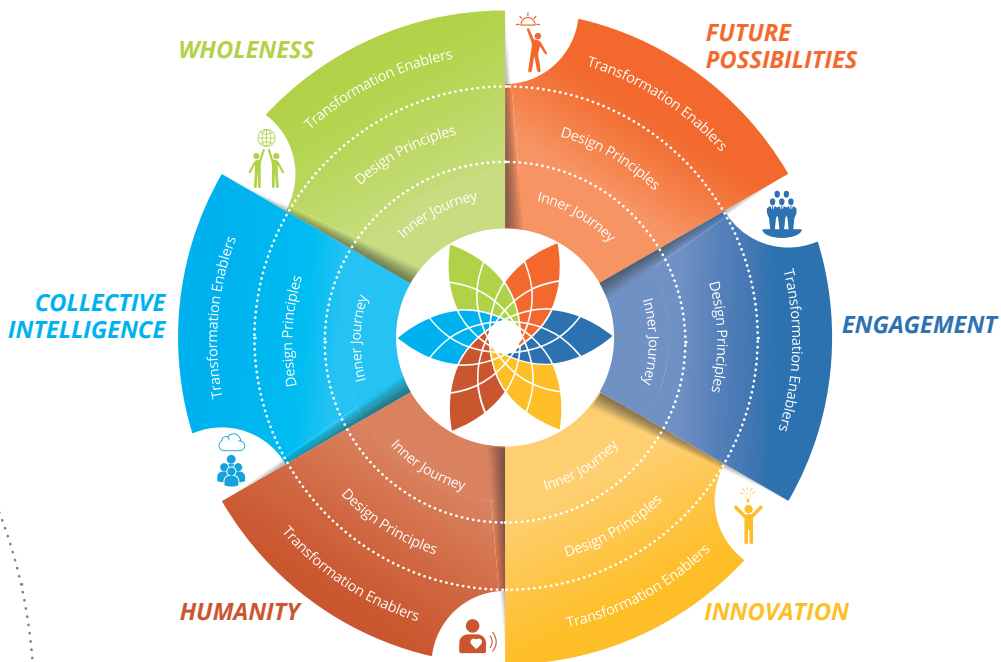 WHOLENESS
Transformation Enablers
Design Principles
Inner Journey
FUTURE
POSSIBILITIES
Transformation Enablers
Design Principles
Inner Journey
ENGAGEMENT
Transformation Enablers
Design Principles
Inner Journey
INNOVATION
Inner Journey
Design Principles
Transformation Enablers
HUMANITY
Inner Journey
Design Principles
Transformation Enablers
COLLECTIVE
INTELLIGENCE
Transformation Enablers
Design Principles
Inner Journey